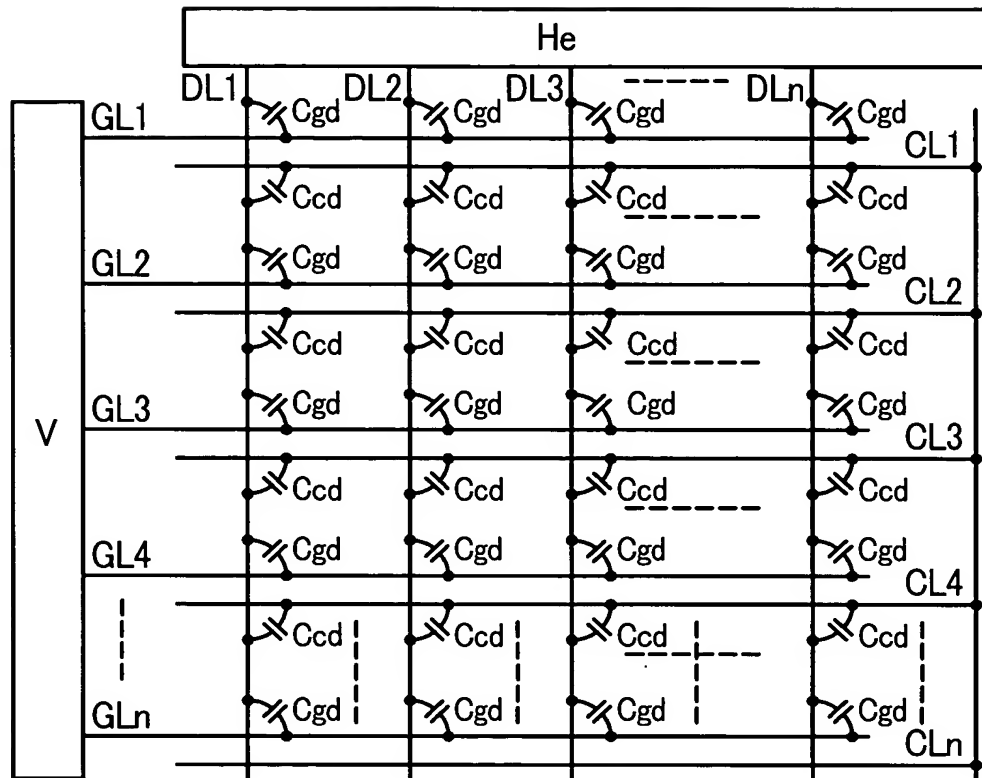 He
DL1 DL2 DL3 DLn
GL1 Cgd Cgd Cgd Cgd
CL1
Ccd Ccd Ccd Ccd
GL2 Cgd Cgd Cgd Cgd
CL2
Ccd Ccd Ccd Ccd
V
GL3 Cgd Cgd Cgd Cgd
CL3
Ccd Ccd Ccd Ccd
GL4 Cgd Cgd Cgd Cgd
CL4
Ccd Ccd Ccd Ccd
GLn Cgd Cgd Cgd Cgd
CLn